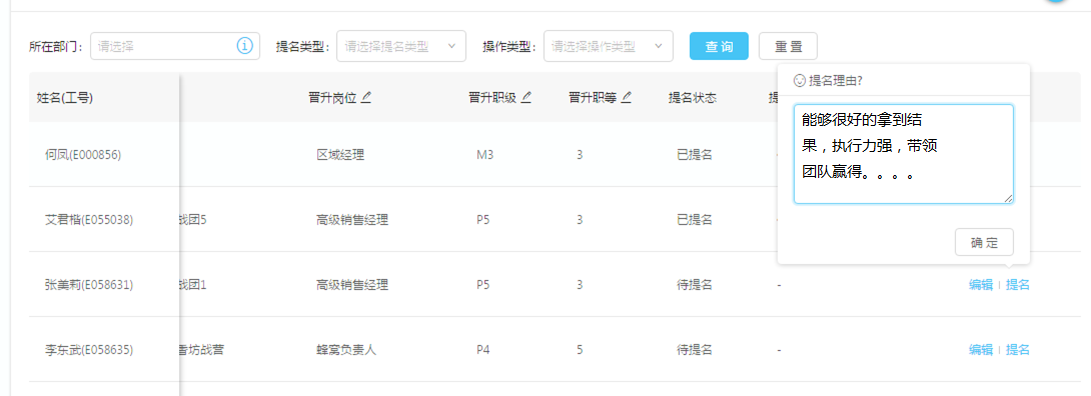 所在部门： 请选择 提名类型： 请选择提名类型 操作类型： 请选择操作类型 查 询 重 置
提名理由?
姓名(工号) 晋升岗位 晋升职级 晋升职等 提名状态
能够很好的拿到结
果，执行力强，带领
团队赢得。。。。
确 定
何凤(E000856) 区域经理 M3 3 已提名
艾君楷(E055038) 战团5 高级销售经理 P5 3 已提名
张美莉(E058631) 战团1 高级销售经理 P5 3 待提名 - 编辑 | 提名
李东武(E058635) 香坊战营 蜂窝负责人 P4 5 待提名 - 编辑 | 提名